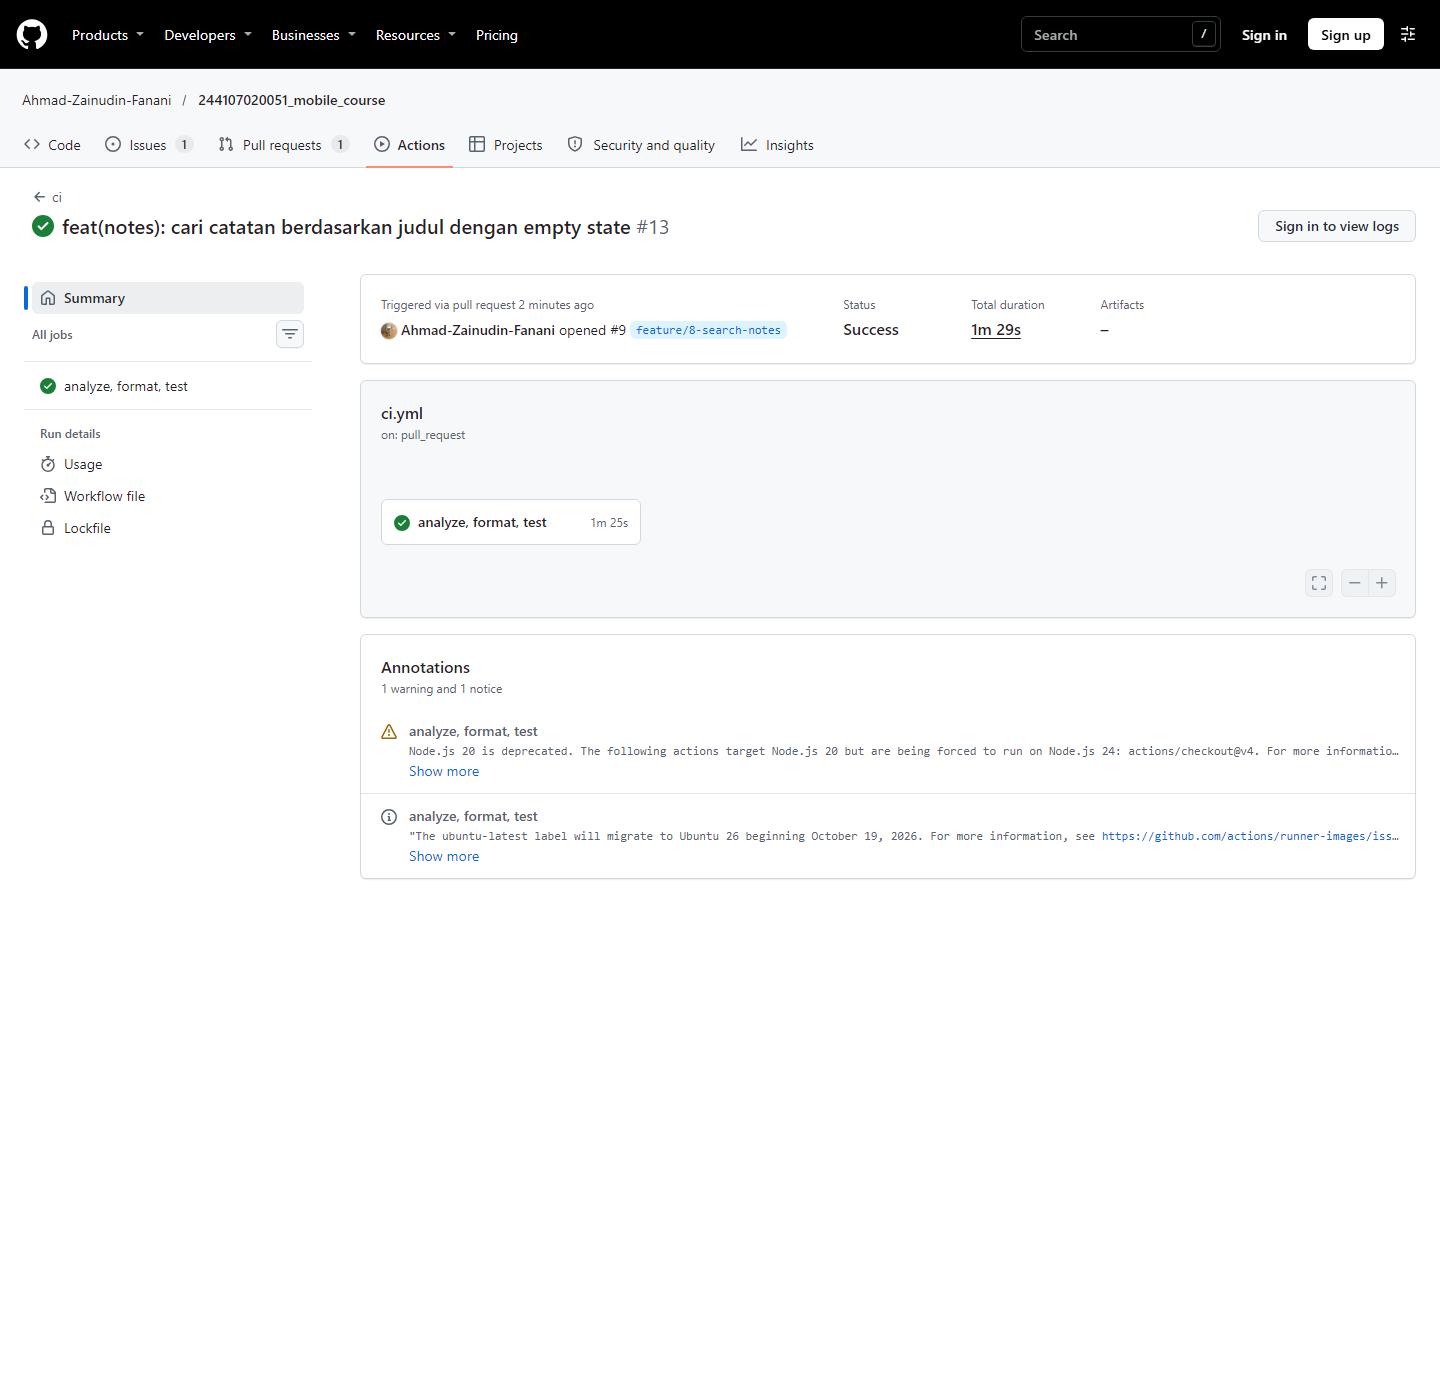 Products Developers Businesses Resources Pricing Search / Sign in Sign up
Ahmad-Zainudin-Fanani / 244107020051_mobile_course
Code Issues 1 Pull requests 1 Actions Projects Security and quality Insights
ci
feat(notes): cari catatan berdasarkan judul dengan empty state #13
Sign in to view logs
Summary
All jobs
analyze, format, test
Run details
Usage
Workflow file
Lockfile
Triggered via pull request 2 minutes ago
Ahmad-Zainudin-Fanani opened #9 feature/8-search-notes
Status
Success
Total duration
1m 29s
Artifacts
–
ci.yml
on: pull_request
analyze, format, test 1m 25s
Annotations
1 warning and 1 notice
analyze, format, test
Node.js 20 is deprecated. The following actions target Node.js 20 but are being forced to run on Node.js 24: actions/checkout@v4. For more informatio…
Show more
analyze, format, test
"The ubuntu-latest label will migrate to Ubuntu 26 beginning October 19, 2026. For more information, see https://github.com/actions/runner-images/iss…
Show more